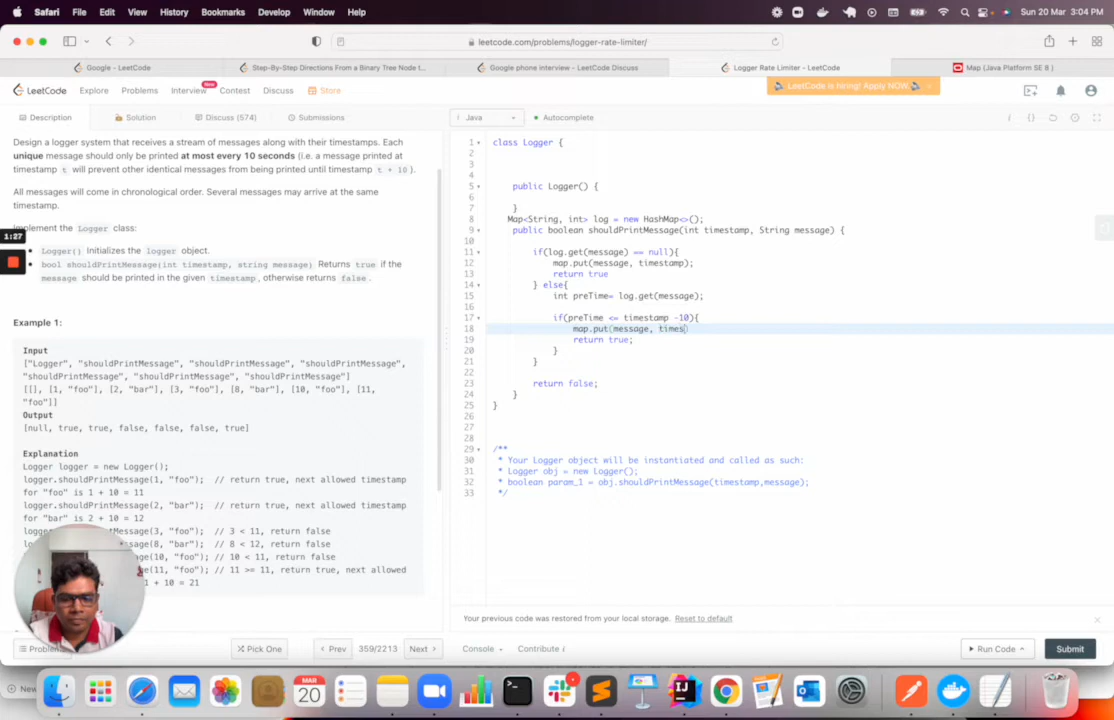 Safari File Edit View History Bookmarks Develop Window Help
Sun 20 Mar 3:04 PM
leetcode.com/problems/logger-rate-limiter/
Google - LeetCode
Step-By-Step Directions From a Binary Tree Node t...
Google phone interview - LeetCode Discuss
Logger Rate Limiter - LeetCode
Map (Java Platform SE 8 )
LeetCode Explore Problems Interview New Contest Discuss Store
LeetCode is hiring! Apply NOW.
Description Solution Discuss (574) Submissions
Java Autocomplete
Design a logger system that receives a stream of messages along with their timestamps. Each
unique message should only be printed at most every 10 seconds (i.e. a message printed at
timestamp t will prevent other identical messages from being printed until timestamp t + 10).
All messages will come in chronological order. Several messages may arrive at the same
timestamp.
Implement the Logger class:
1:27
Logger() Initializes the logger object.
bool shouldPrintMessage(int timestamp, string message) Returns true if the
message should be printed in the given timestamp, otherwise returns false.
Example 1:
Input
["Logger", "shouldPrintMessage", "shouldPrintMessage",
"shouldPrintMessage", "shouldPrintMessage", "shouldPrintMessage",
"shouldPrintMessage"]
[[], [1, "foo"], [2, "bar"], [3, "foo"], [8, "bar"], [10, "foo"], [11,
"foo"]]
Output
[null, true, true, false, false, false, true]
Explanation
Logger logger = new Logger();
logger.shouldPrintMessage(1, "foo");  // return true, next allowed timestamp
for "foo" is 1 + 10 = 11
logger.shouldPrintMessage(2, "bar");  // return true, next allowed timestamp
for "bar" is 2 + 10 = 12
logger.shouldPrintMessage(3, "foo");  // 3 < 11, return false
Message(8, "bar");  // 8 < 12, return false
Message(10, "foo"); // 10 < 11, return false
Message(11, "foo"); // 11 >= 11, return true, next allowed
1 + 10 = 21
1 class Logger {
2
3
4
5 public Logger() {
6
7 }
8 Map<String, int> log = new HashMap<>();
9 public boolean shouldPrintMessage(int timestamp, String message) {
10
11 if(log.get(message) == null){
12 map.put(message, timestamp);
13 return true
14 } else{
15 int preTime= log.get(message);
16
17 if(preTime <= timestamp -10){
18 map.put(message, times)
19 return true;
20 }
21 }
22
23 return false;
24 }
25 }
26
27
28
29 /**
30 * Your Logger object will be instantiated and called as such:
31 * Logger obj = new Logger();
32 * boolean param_1 = obj.shouldPrintMessage(timestamp,message);
33 */
Your previous code was restored from your local storage. Reset to default
Problem Pick One Prev 359/2213 Next Console Contribute i Run Code Submit
New
MAR
20